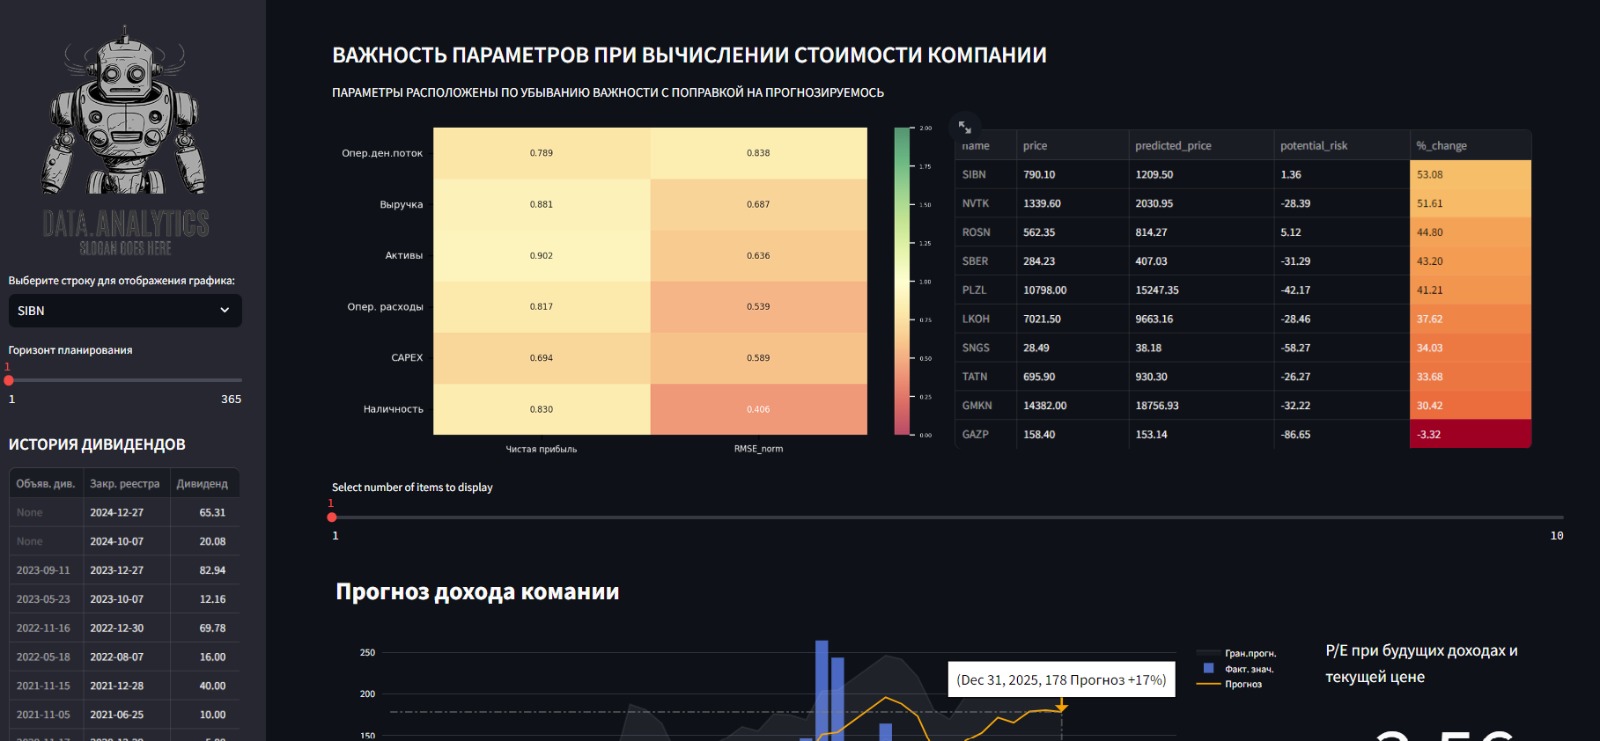 DATA.ANALYTICS
SLOGAN GOES HERE
Выберите строку для отображения графика:
SIBN
Горизонт планирования
1
1 365
ИСТОРИЯ ДИВИДЕНДОВ
Объяв. див. Закр. реестра Дивиденд
None 2024-12-27 65.31
None 2024-10-07 20.08
2023-09-11 2023-12-27 82.94
2023-05-23 2023-10-07 12.16
2022-11-16 2022-12-30 69.78
2022-05-18 2022-08-07 16.00
2021-11-15 2021-12-28 40.00
2021-11-05 2021-06-25 10.00
ВАЖНОСТЬ ПАРАМЕТРОВ ПРИ ВЫЧИСЛЕНИИ СТОИМОСТИ КОМПАНИИ
ПАРАМЕТРЫ РАСПОЛОЖЕНЫ ПО УБЫВАНИЮ ВАЖНОСТИ С ПОПРАВКОЙ НА ПРОГНОЗИРУЕМОСЬ
Опер.ден.поток 0.789 0.838
Выручка 0.881 0.687
Активы 0.902 0.636
Опер. расходы 0.817 0.539
CAPEX 0.694 0.589
Наличность 0.830 0.406
Чистая прибыль RMSE_norm
2.00
1.75
1.50
1.25
1.00
0.75
0.50
0.25
0.00
name price predicted_price potential_risk %_change
SIBN 790.10 1209.50 1.36 53.08
NVTK 1339.60 2030.95 -28.39 51.61
ROSN 562.35 814.27 5.12 44.80
SBER 284.23 407.03 -31.29 43.20
PLZL 10798.00 15247.35 -42.17 41.21
LKOH 7021.50 9663.16 -28.46 37.62
SNGS 28.49 38.18 -58.27 34.03
TATN 695.90 930.30 -26.27 33.68
GMKN 14382.00 18756.93 -32.22 30.42
GAZP 158.40 153.14 -86.65 -3.32
Select number of items to display
1
1 10
Прогноз дохода комании
250
200
150
(Dec 31, 2025, 178 Прогноз +17%)
Гран.прогн.
Факт. знач.
Прогноз
P/E при будущих доходах и
текущей цене